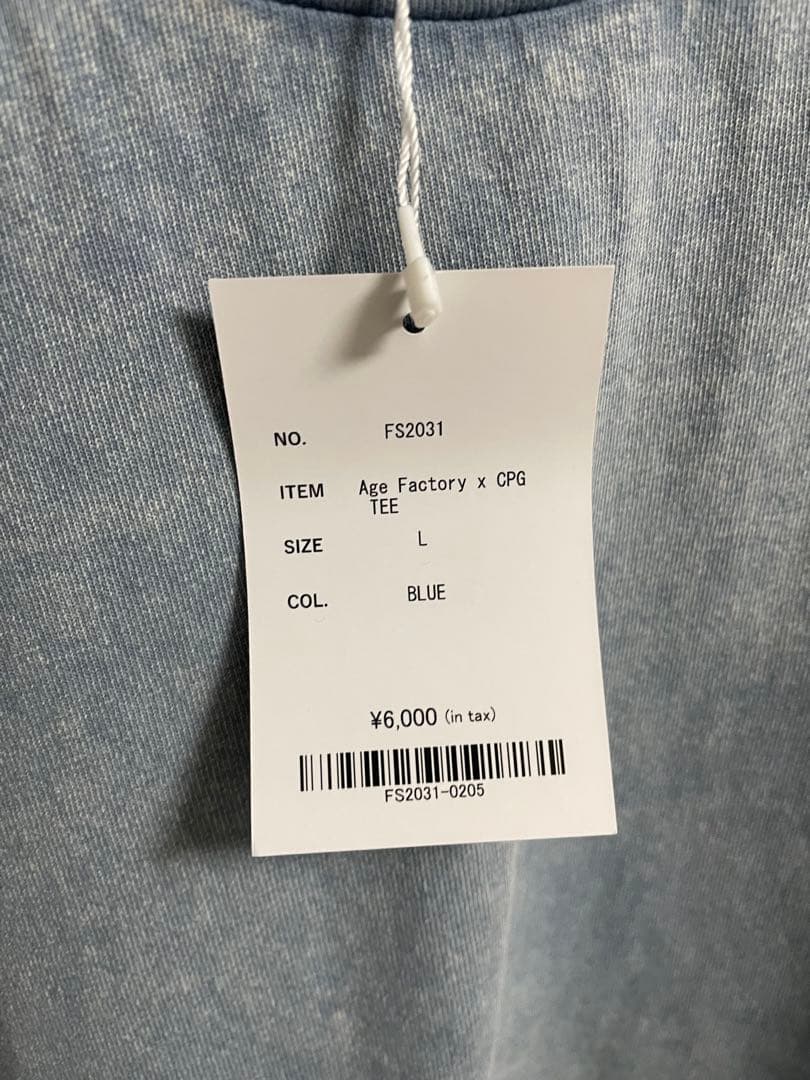 NO. FS2031
ITEM Age Factory x CPG
TEE
SIZE L
COL. BLUE
¥6,000 (in tax)
FS2031-0205